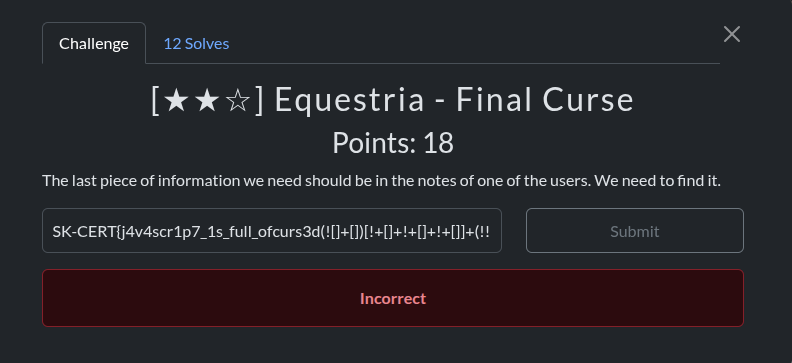 Challenge
12 Solves
[★★☆] Equestria - Final Curse
Points: 18
The last piece of information we need should be in the notes of one of the users. We need to find it.
SK-CERT{j4v4scr1p7_1s_full_ofcurs3d(![]+[])[!+[]+!+[]+!+[]]+(!!
Submit
Incorrect